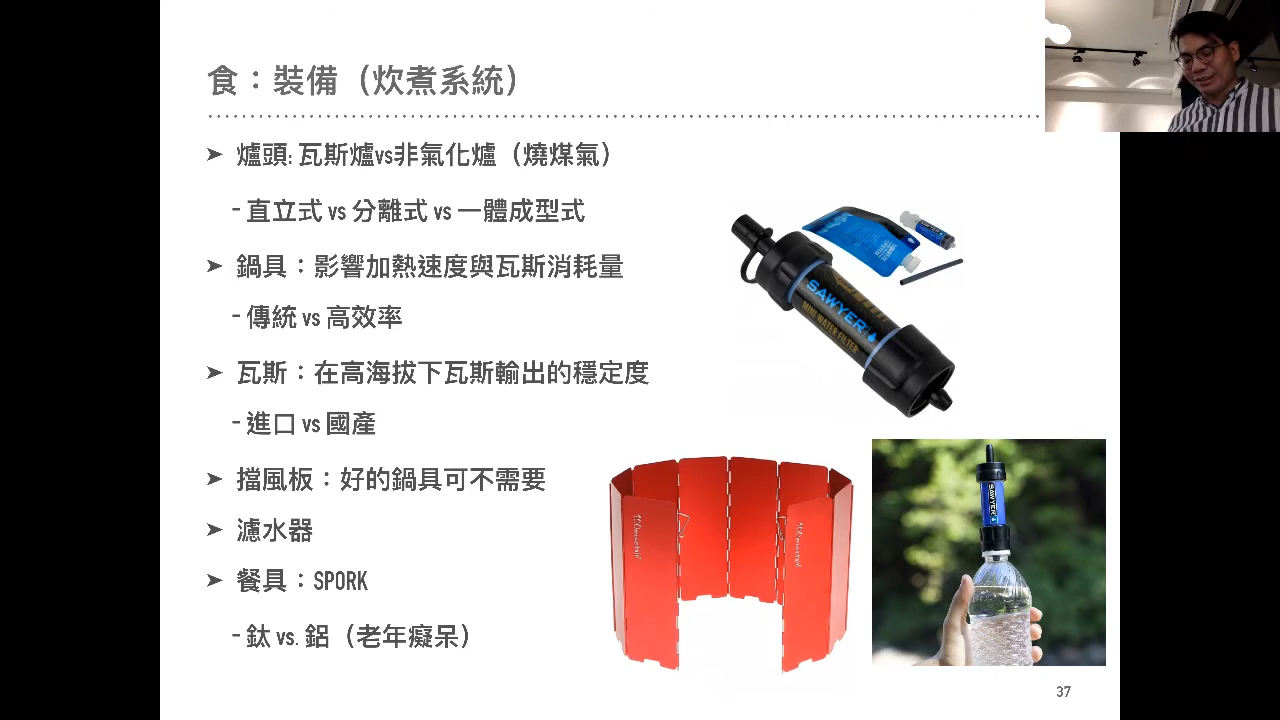 食：裝備（炊煮系統）
➤ 爐頭: 瓦斯爐vs非氣化爐（燒煤氣）
- 直立式 vs 分離式 vs 一體成型式
➤ 鍋具：影響加熱速度與瓦斯消耗量
- 傳統 vs 高效率
➤ 瓦斯：在高海拔下瓦斯輸出的穩定度
- 進口 vs 國產
➤ 擋風板：好的鍋具可不需要
➤ 濾水器
➤ 餐具：SPORK
- 鈦 vs. 鋁（老年癡呆）
SAWYER
MINI WATER FILTER
SAWYER
37